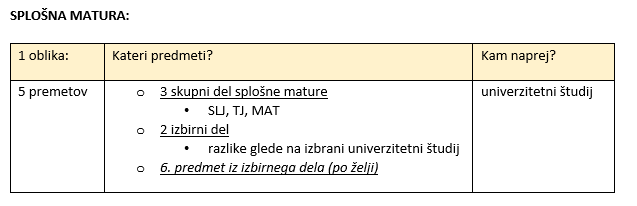 SPLOŠNA MATURA:
1 oblika: Kateri predmeti? Kam naprej?
5 premetov o 3 skupni del splošne mature univerzitetni študij
• SLJ, TJ, MAT
o 2 izbirni del
• razlike glede na izbrani univerzitetni študij
o 6. predmet iz izbirnega dela (po želji)